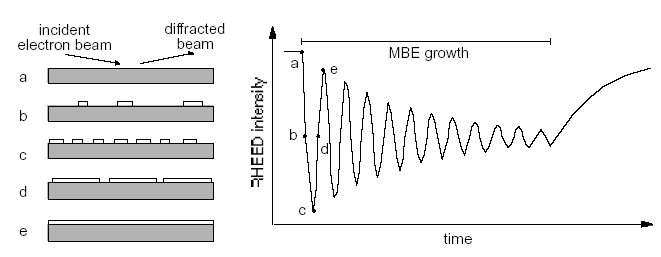 incident
electron beam
diffracted
beam
a
b
c
d
e
MBE growth
a
e
b
d
c
RHEED intensity
time